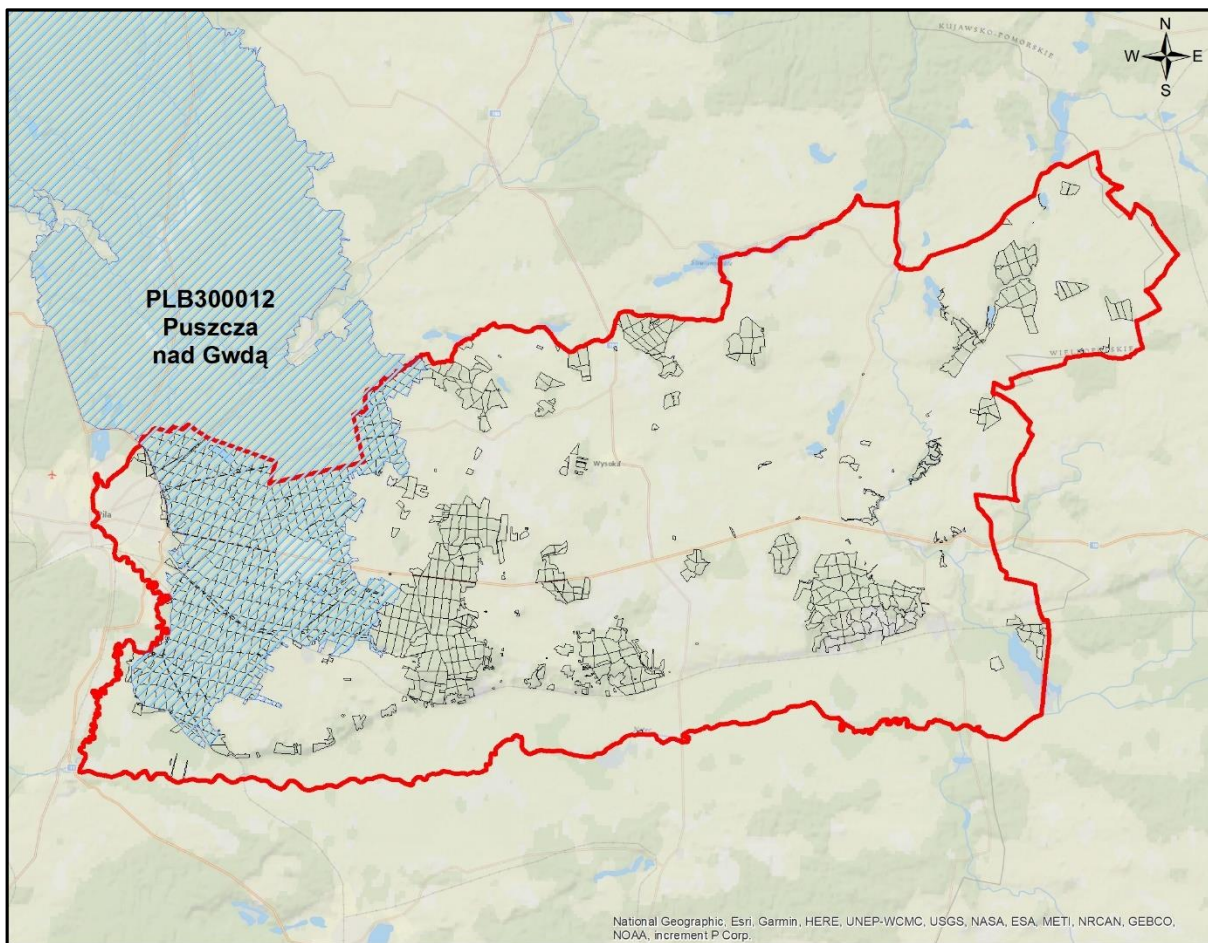 KUJAWSKO-POMORSKIE
N
W E
S
PLB300012
Puszcza
nad Gwdą
WIELKOPOLSKIE
Wysoka
Piła
National Geographic, Esri, Garmin, HERE, UNEP-WCMC, USGS, NASA, ESA, METI, NRCAN, GEBCO,
NOAA, increment P Corp.